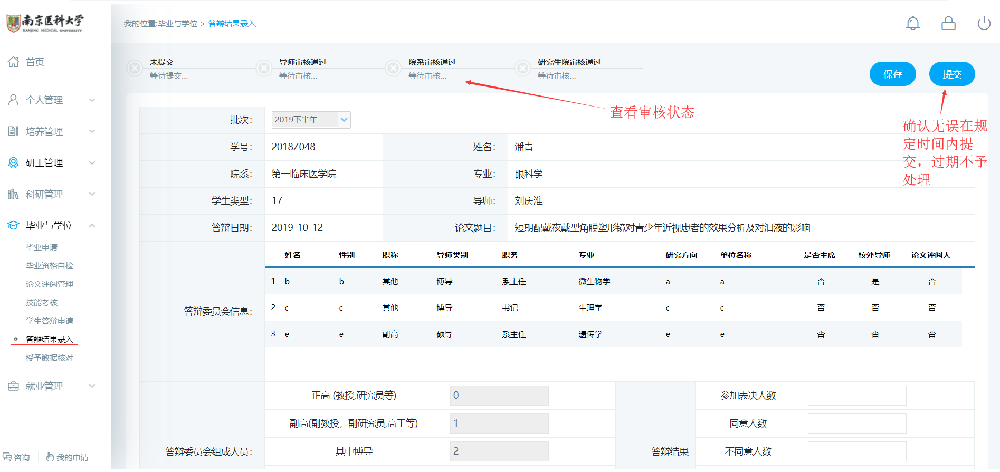 南京医科大学
NANJING MEDICAL UNIVERSITY
我的位置:毕业与学位 > 答辩结果录入
首页
个人管理
培养管理
研工管理
科研管理
毕业与学位
毕业申请
毕业资格自检
论文评阅管理
技能考核
学生答辩申请
答辩结果录入
授予数据核对
就业管理
咨询
我的申请
未提交
等待提交...
导师审核通过
等待审核...
院系审核通过
等待审核...
研究生院审核通过
等待审核...
保存
提交
查看审核状态
确认无误在规
定时间内提
交，过期不予
处理
批次： 2019下半年
学号： 2018Z048 姓名： 潘青
院系： 第一临床医学院 专业： 眼科学
学生类型： 17 导师： 刘庆淮
答辩日期： 2019-10-12 论文题目： 短期配戴夜戴型角膜塑形镜对青少年近视患者的效果分析及对泪液的影响
答辩委员会信息：
姓名 性别 职称 导师类别 职务 专业 研究方向 单位名称 是否主席 校外导师 论文评阅人
1 b b 其他 博导 系主任 微生物学 a a 否 是 否
2 c c 其他 博导 书记 生理学 c c 否 否 否
3 e e 副高 硕导 系主任 遗传学 e e 否 否 否
答辩委员会组成人员：
正高 (教授,研究员等) 0
副高(副教授，副研究员,高工等) 1
其中博导 2
答辩结果
参加表决人数
同意人数
不同意人数